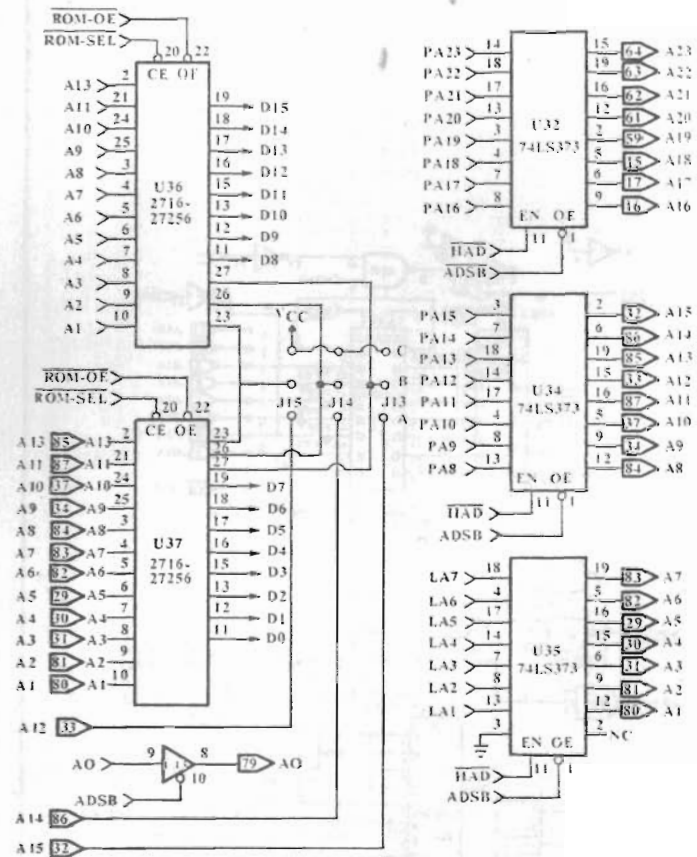 ROM-OE
ROM-SEL
20 22
CE OE
A13 2
A11 21
A10 24
A9 25
A8 3
A7 4
A6 5
A5 6
A4 7
A3 8
A2 9
A1 10
U36
2716-
27256
19 D15
18 D14
17 D13
16 D12
15 D11
13 D10
12 D9
11 D8
27
26
23
VCC
C
B
A
J15 J14 J13
ROM-OE
ROM-SEL
20 22
CE OE
A13 85 A13 2
A11 87 A11 21
A10 37 A10 24
A9 34 A9 25
A8 84 A8 3
A7 83 A7 4
A6 82 A6 5
A5 29 A5 6
A4 30 A4 7
A3 31 A3 8
A2 81 A2 9
A1 80 A1 10
U37
2716-
27256
23
26
27
19 D7
18 D6
17 D5
16 D4
15 D3
13 D2
12 D1
11 D0
A12 33
AO 9 8 79 AO
10
ADSB
A14 86
A15 32
PA23 14 15 64 A23
PA22 18 19 63 A22
PA21 17 16 62 A21
PA20 13 12 61 A20
PA19 3 2 59 A19
PA18 4 5 15 A18
PA17 7 6 17 A17
PA16 8 9 16 A16
U32
74LS373
EN OE
11 1
HAD
ADSB
PA15 3 2 32 A15
PA14 7 6 86 A14
PA13 18 19 85 A13
PA12 14 15 33 A12
PA11 17 16 87 A11
PA10 4 5 37 A10
PA9 8 9 34 A9
PA8 13 12 84 A8
U34
74LS373
EN OE
11 1
HAD
ADSB
LA7 18 19 83 A7
LA6 4 5 82 A6
LA5 17 16 29 A5
LA4 14 15 30 A4
LA3 7 6 31 A3
LA2 8 9 81 A2
LA1 13 12 80 A1
3 2 NC
U35
74LS373
EN OE
11 1
HAD
ADSB